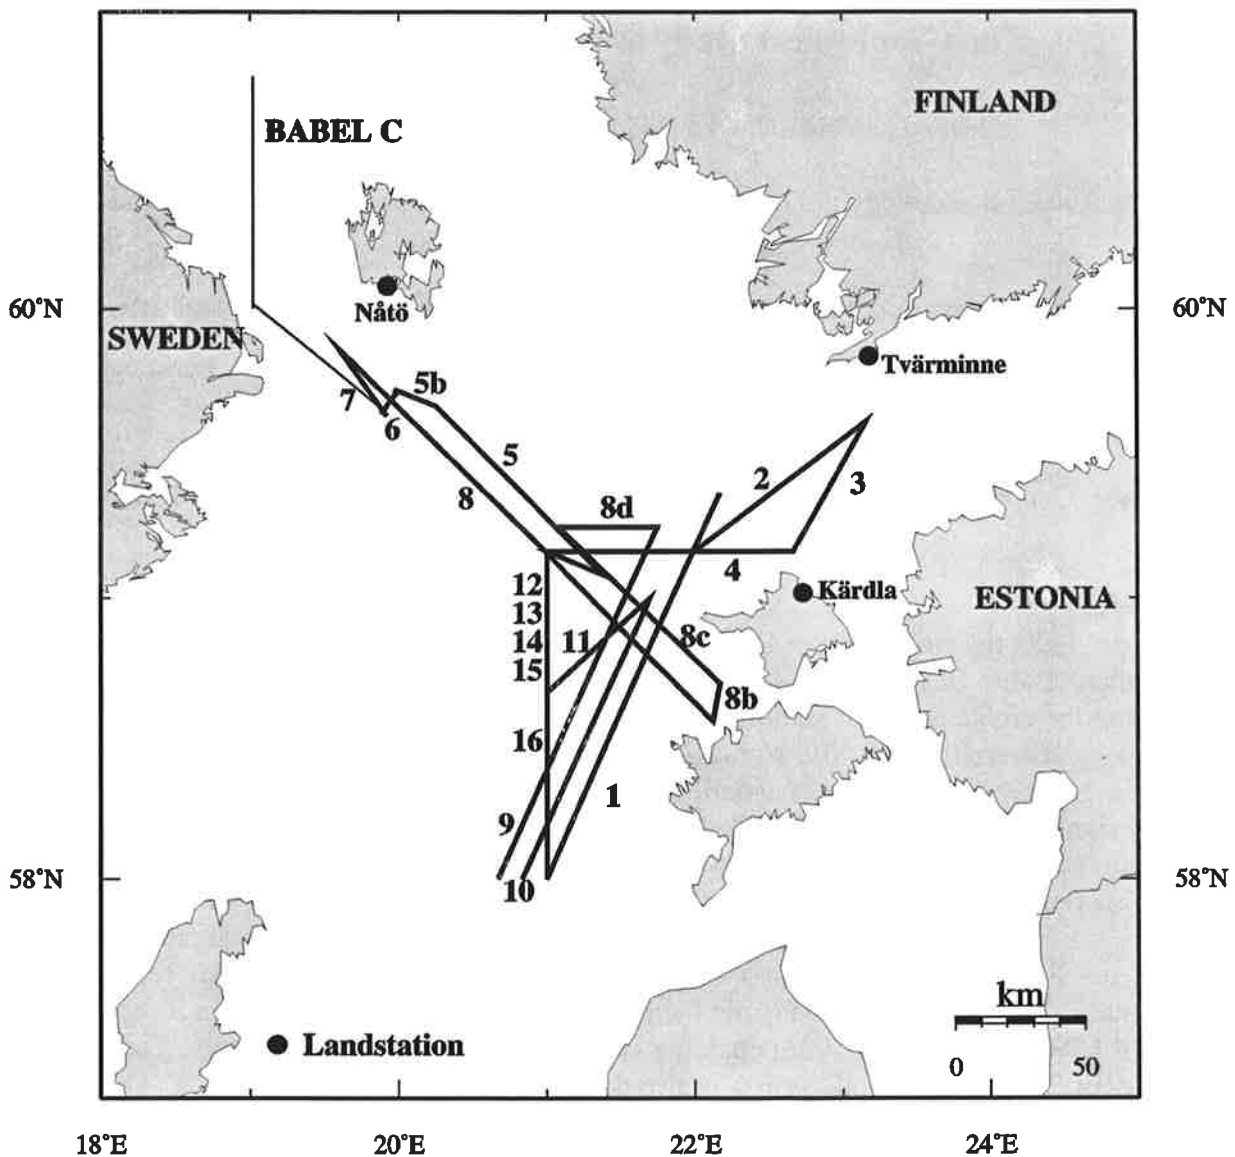 FINLAND
BABEL C
60°N
60°N
Nåtö
SWEDEN
Tvärminne
5b
7
6
5
2
3
8
8d
4
12
Kärdla
ESTONIA
13
14
11
8c
15
8b
16
1
9
58°N
58°N
10
km
Landstation
0
50
18°E
20°E
22°E
24°E